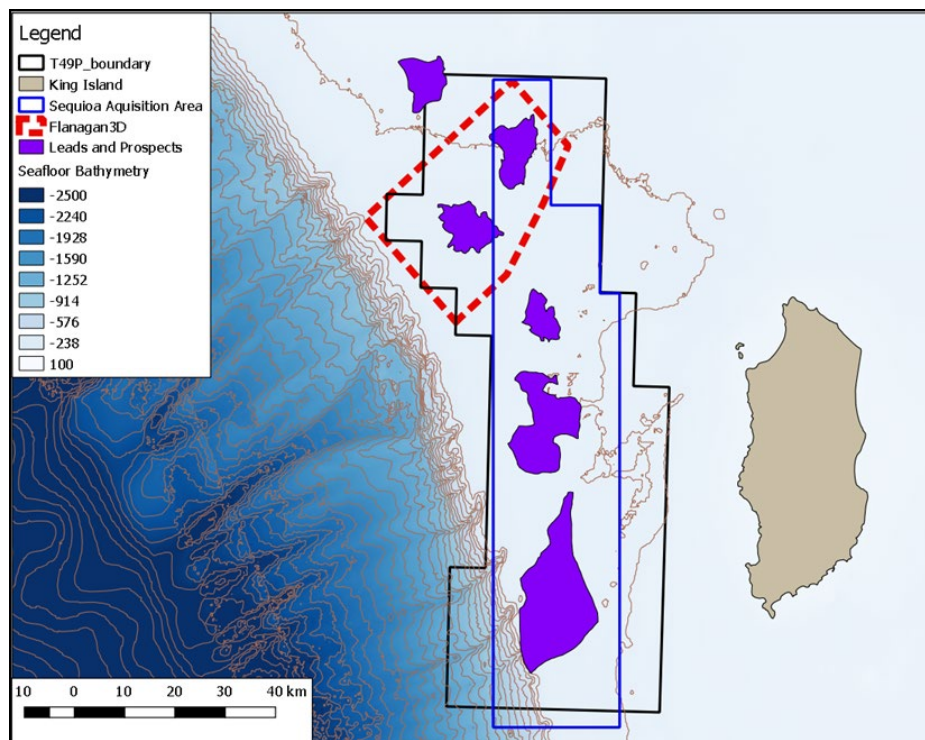 Legend
T49P_boundary
King Island
Sequioa Aquisition Area
Flanagan3D
Leads and Prospects
Seafloor Bathymetry
-2500
-2240
-1928
-1590
-1252
-914
-576
-238
100
10 0 10 20 30 40 km